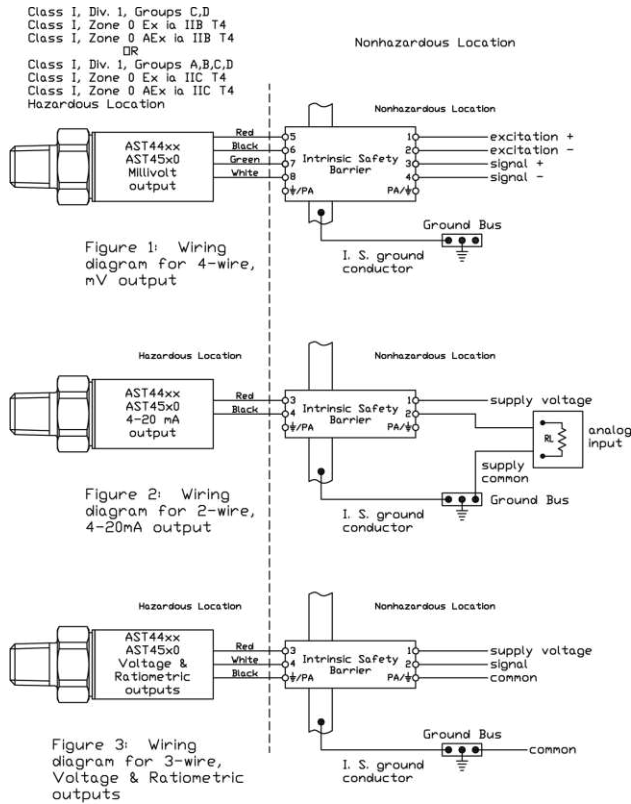 Class I, Div. 1, Groups C,D
Class I, Zone 0 Ex ia IIB T4
Class I, Zone 0 AEx ia IIB T4
OR
Class I, Div. 1, Groups A,B,C,D
Class I, Zone 0 Ex ia IIC T4
Class I, Zone 0 AEx ia IIC T4
Hazardous Location
Nonhazardous Location
Nonhazardous Location
AST44xx
AST45x0
Millivolt
output
Red
Black
Green
White
5
6
7
8
⏚/PA
Intrinsic Safety
Barrier
1
2
3
4
PA/⏚
excitation +
excitation -
signal +
signal -
Ground Bus
I. S. ground
conductor
Figure 1: Wiring
diagram for 4-wire,
mV output
Hazardous Location
Nonhazardous Location
AST44xx
AST45x0
4-20 mA
output
Red
Black
3
4
⏚/PA
Intrinsic Safety
Barrier
1
2
PA/⏚
supply voltage
RL
analog
input
supply
common
Ground Bus
I. S. ground
conductor
Figure 2: Wiring
diagram for 2-wire,
4-20mA output
Hazardous Location
Nonhazardous Location
AST44xx
AST45x0
Voltage &
Ratiometric
outputs
Red
White
Black
3
4
⏚/PA
Intrinsic Safety
Barrier
1
2
PA/⏚
supply voltage
signal
common
Ground Bus
common
I. S. ground
conductor
Figure 3: Wiring
diagram for 3-wire,
Voltage & Ratiometric
outputs